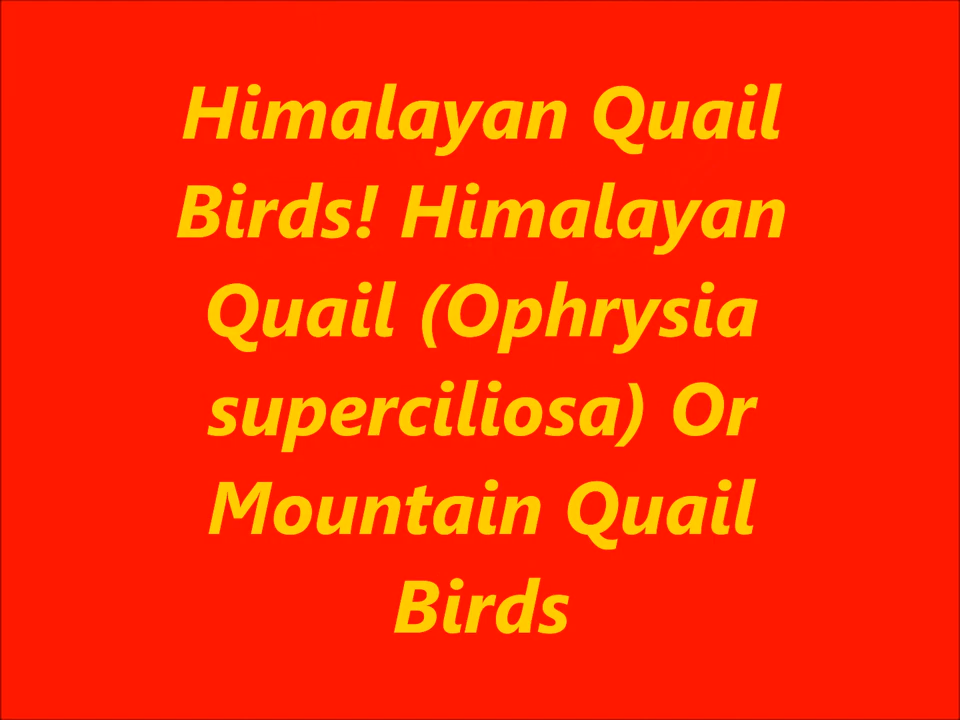 Himalayan Quail
Birds! Himalayan
Quail (Ophrysia
superciliosa) Or
Mountain Quail
Birds